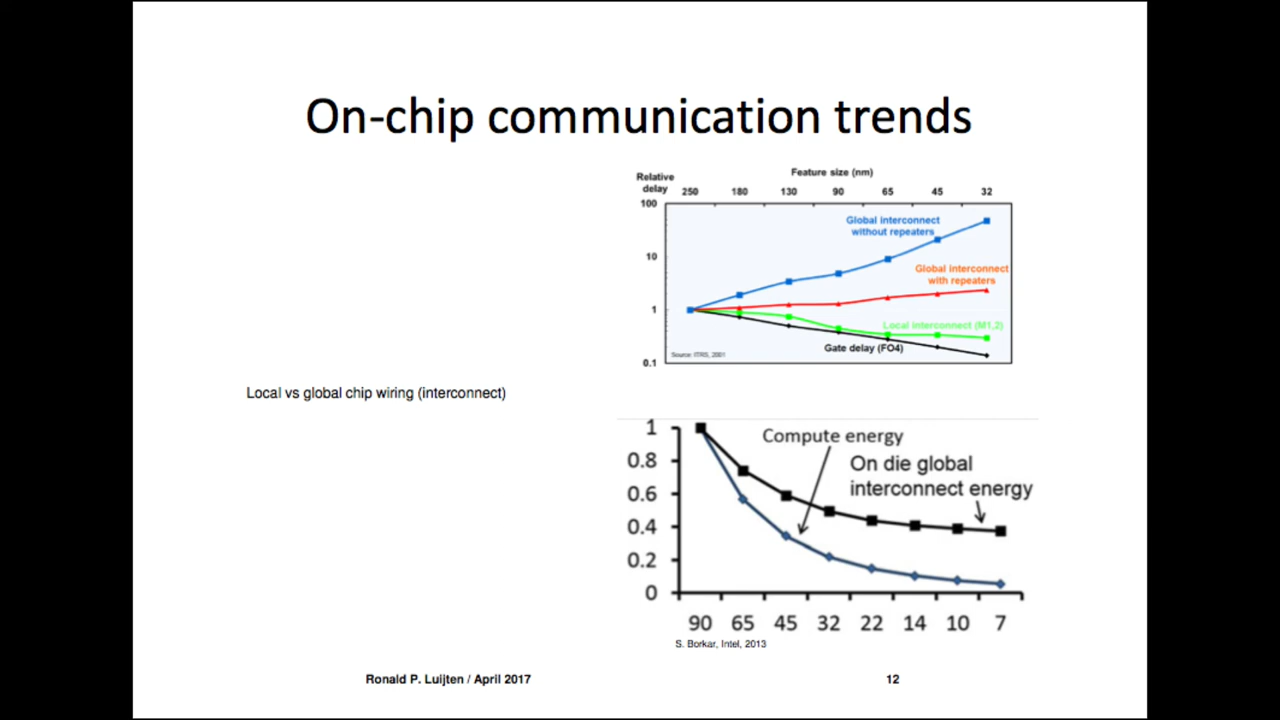 On-chip communication trends
Feature size (nm)
Relative
delay
250 180 130 90 65 45 32
100
10
1
0.1
Global interconnect
without repeaters
Global interconnect
with repeaters
Local interconnect (M1,2)
Gate delay (FO4)
Source: ITRS, 2001
Local vs global chip wiring (interconnect)
1
0.8
0.6
0.4
0.2
0
Compute energy
On die global
interconnect energy
90 65 45 32 22 14 10 7
S. Borkar, Intel, 2013
Ronald P. Luijten / April 2017
12